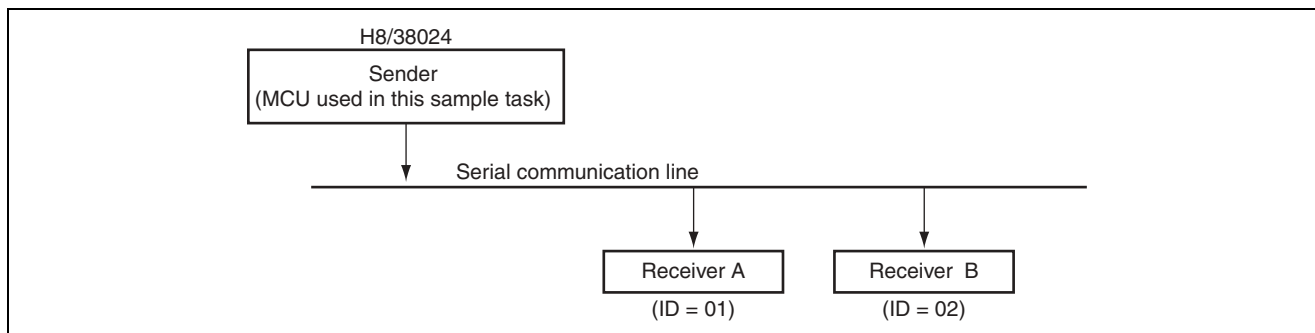 H8/38024
Sender
(MCU used in this sample task)
Serial communication line
Receiver A
Receiver B
(ID = 01)
(ID = 02)